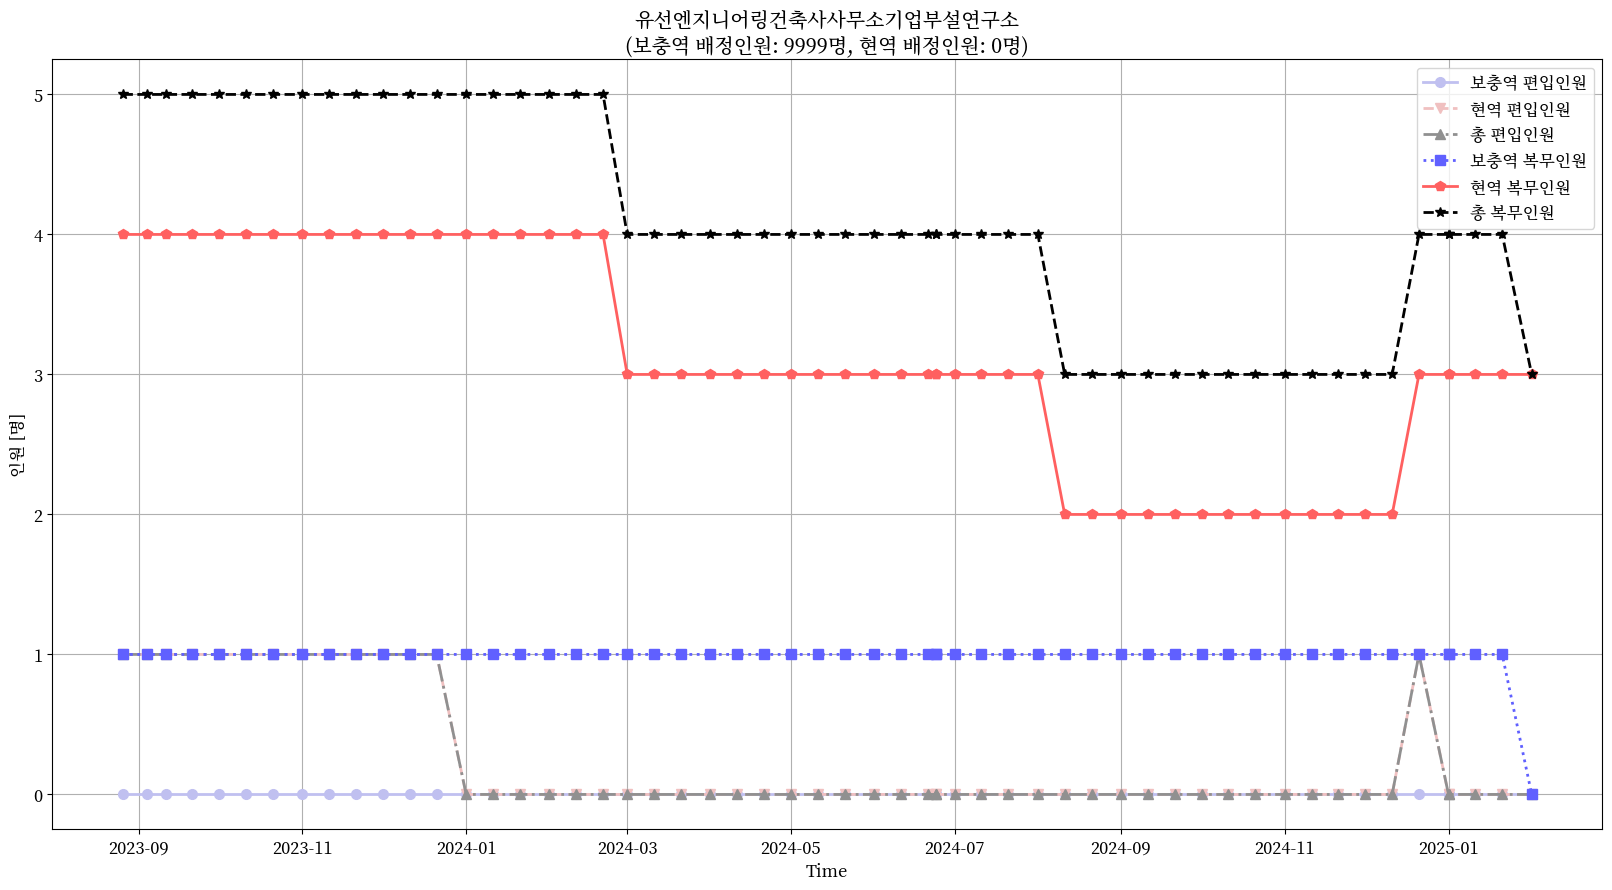 유선엔지니어링건축사사무소기업부설연구소
(보충역 배정인원: 9999명, 현역 배정인원: 0명)
보충역 편입인원
현역 편입인원
총 편입인원
보충역 복무인원
현역 복무인원
총 복무인원
인원 [명]
5
4
3
2
1
0
2023-09
2023-11
2024-01
2024-03
2024-05
2024-07
2024-09
2024-11
2025-01
Time